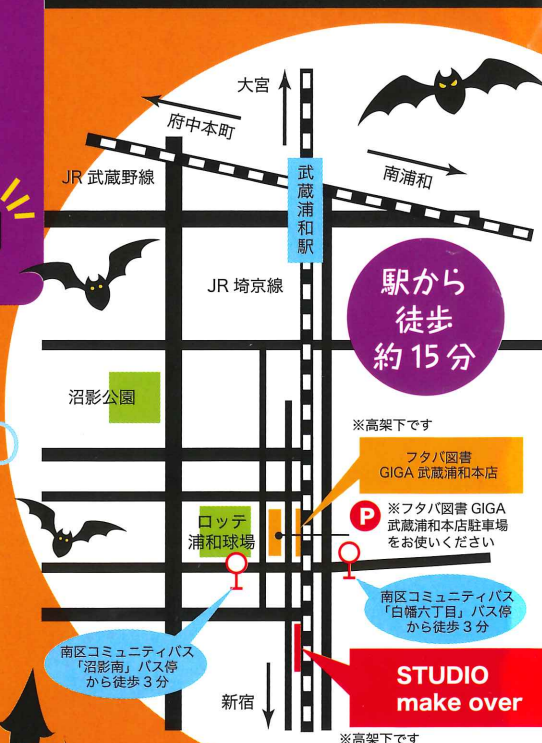 大宮
府中本町
JR 武蔵野線
武蔵浦和駅
南浦和
JR 埼京線
駅から
徒歩
約 15 分
沼影公園
※高架下です
フタバ図書
GIGA 武蔵浦和本店
P
※フタバ図書 GIGA
武蔵浦和本店駐車場
をお使いください
ロッテ
浦和球場
南区コミュニティバス
「白幡六丁目」バス停
から徒歩 3 分
南区コミュニティバス
「沼影南」バス停
から徒歩 3 分
新宿
STUDIO
make over
※高架下です